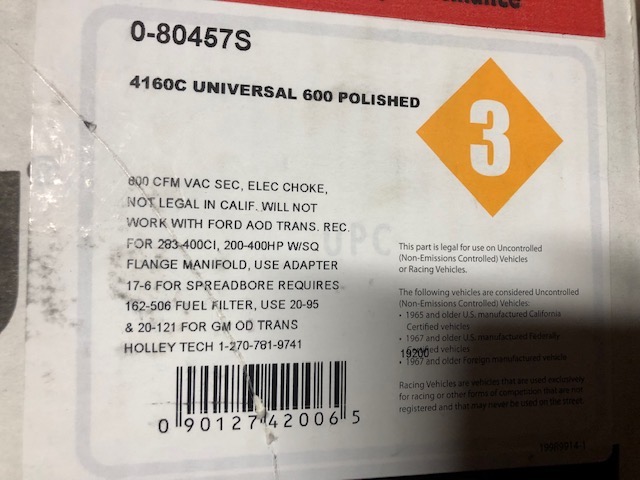 0-80457S
4160C UNIVERSAL 600 POLISHED
3
600 CFM VAC SEC, ELEC CHOKE,
NOT LEGAL IN CALIF. WILL NOT
WORK WITH FORD AOD TRANS. REC.
FOR 283-400CI, 200-400HP W/SQ
FLANGE MANIFOLD, USE ADAPTER
17-6 FOR SPREADBORE REQUIRES
162-506 FUEL FILTER, USE 20-95
& 20-121 FOR GM OD TRANS
HOLLEY TECH 1-270-781-9741
UPC
0 90127 42006 5
This part is legal for use on Uncontrolled
(Non-Emissions Controlled) Vehicles
or Racing Vehicles.
The following vehicles are considered Uncontrolled
(Non-Emissions Controlled) Vehicles:
• 1965 and older U.S. manufactured California
Certified vehicles
• 1967 and older U.S. manufactured Federally
Certified vehicles
19200
• 1967 and older Foreign manufactured vehicle
Racing Vehicles are vehicles that are used exclusively
for racing or other forms of competition that are not
registered and that may never be used on the street.